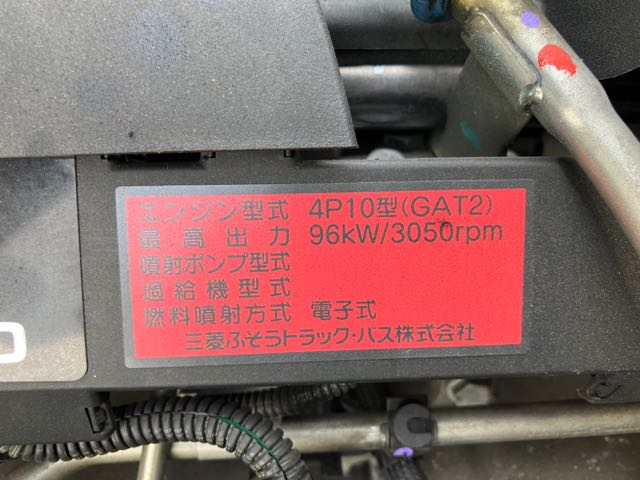 エンジン型式 4P10型(GAT2)
最高出力 96kW/3050rpm
噴射ポンプ型式
過給機型式
燃料噴射方式 電子式
三菱ふそうトラック・バス株式会社